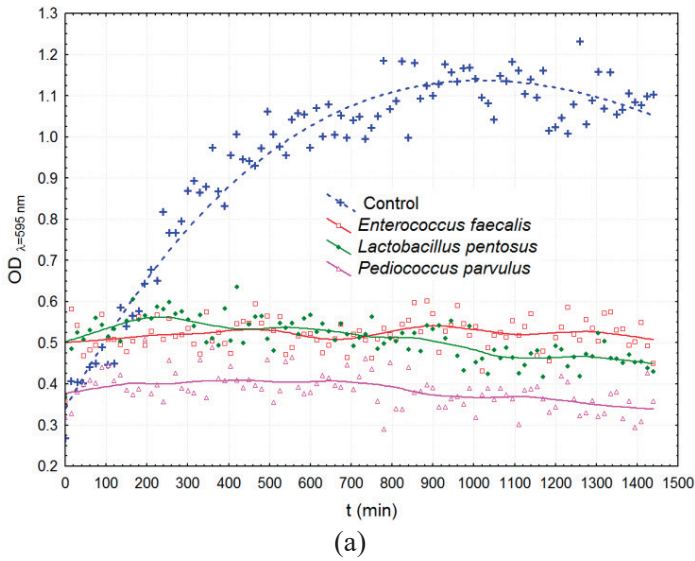 1.3
1.2
1.1
1.0
0.9
0.8
0.7
0.6
0.5
0.4
0.3
0.2
OD λ=595 nm
Control
Enterococcus faecalis
Lactobacillus pentosus
Pediococcus parvulus
0 100 200 300 400 500 600 700 800 900 1000 1100 1200 1300 1400 1500
t (min)
(a)